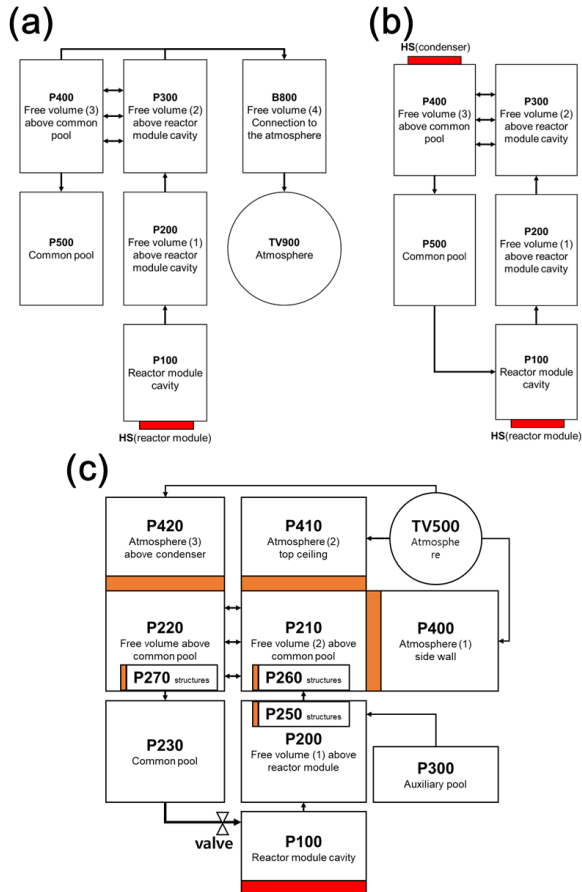 (a)
P400
Free volume (3)
above common
pool
P300
Free volume (2)
above reactor
module cavity
B800
Free volume (4)
Connection to
the atmosphere
P500
Common pool
P200
Free volume (1)
above reactor
module cavity
TV900
Atmosphere
P100
Reactor module
cavity
HS(reactor module)
(b)
HS(condenser)
P400
Free volume (3)
above common
pool
P300
Free volume (2)
above reactor
module cavity
P500
Common pool
P200
Free volume (1)
above reactor
module cavity
P100
Reactor module
cavity
HS(reactor module)
(c)
P420
Atmosphere (3)
above condenser
P410
Atmosphere (2)
top ceiling
TV500
Atmosphe
re
P220
Free volume above
common pool
P270 structures
P210
Free volume (2) above
common pool
P260 structures
P400
Atmosphere (1)
side wall
P230
Common pool
P250 structures
P200
Free volume (1) above
reactor module
P300
Auxiliary pool
valve
P100
Reactor module cavity